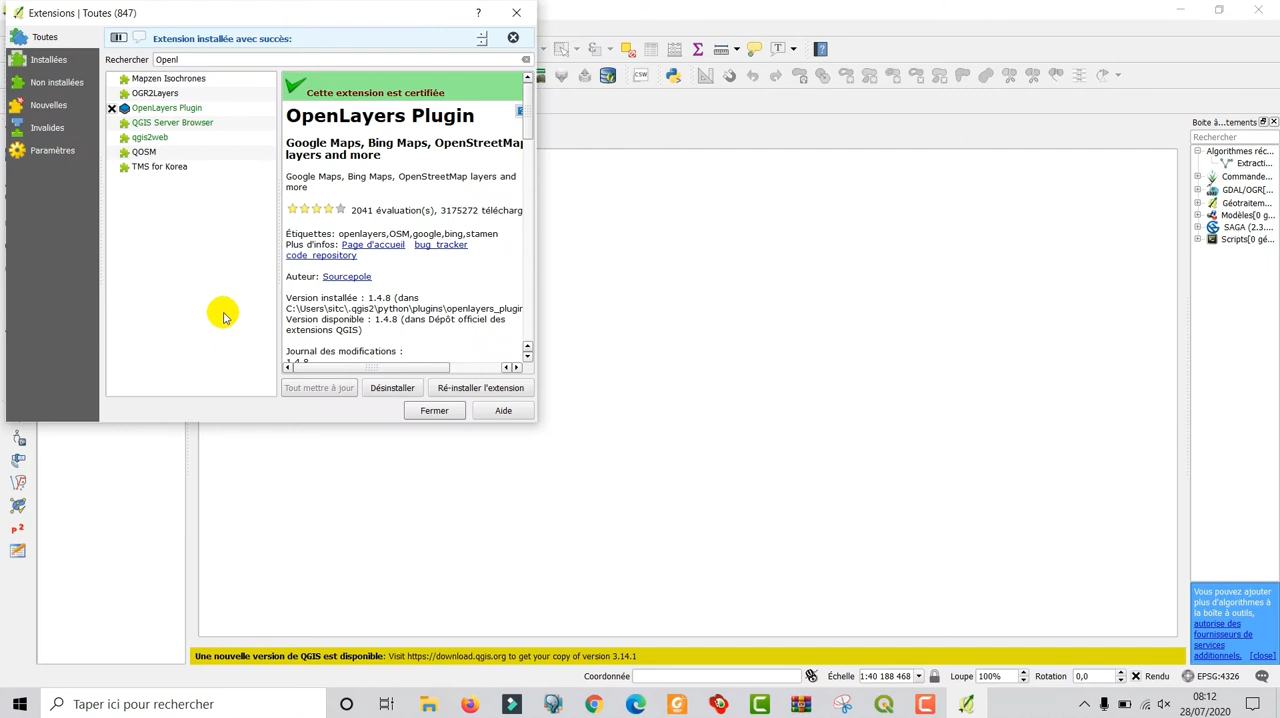 Extensions | Toutes (847)
?
Toutes
Installées
Non installées
Nouvelles
Invalides
Paramètres
Extension installée avec succès:
Rechercher Openl
Mapzen Isochrones
OGR2Layers
OpenLayers Plugin
QGIS Server Browser
qgis2web
QOSM
TMS for Korea
Cette extension est certifiée
OpenLayers Plugin
Google Maps, Bing Maps, OpenStreetMap
layers and more
Google Maps, Bing Maps, OpenStreetMap layers and
more
2041 évaluation(s), 3175272 télécharg
Étiquettes: openlayers,OSM,google,bing,stamen
Plus d'infos: Page d'accueil bug_tracker
code_repository
Auteur: Sourcepole
Version installée : 1.4.8 (dans
C:\Users\sitc\.qgis2\python\plugins\openlayers_plugin
Version disponible : 1.4.8 (dans Dépôt officiel des
extensions QGIS)
Journal des modifications :
1.4.8
Tout mettre à jour
Désinstaller
Ré-installer l'extension
Fermer
Aide
CSW
Boite à...tements
Rechercher
Algorithmes réc
Extracti...
Commande...
GDAL/OGR[
Géotraiteme...
Modèles[0 g
SAGA (2.3...
Scripts[0 gé
Vous pouvez ajouter
plus d'algorithmes à
la boîte à outils,
autorise des
fournisseurs de
services
additionnels. [close]
Une nouvelle version de QGIS est disponible: Visit https://download.qgis.org to get your copy of version 3.14.1
Coordonnée
Échelle 1:40 188 468
Loupe 100%
Rotation 0,0
Rendu
EPSG:4326
Taper ici pour rechercher
08:12
28/07/2020